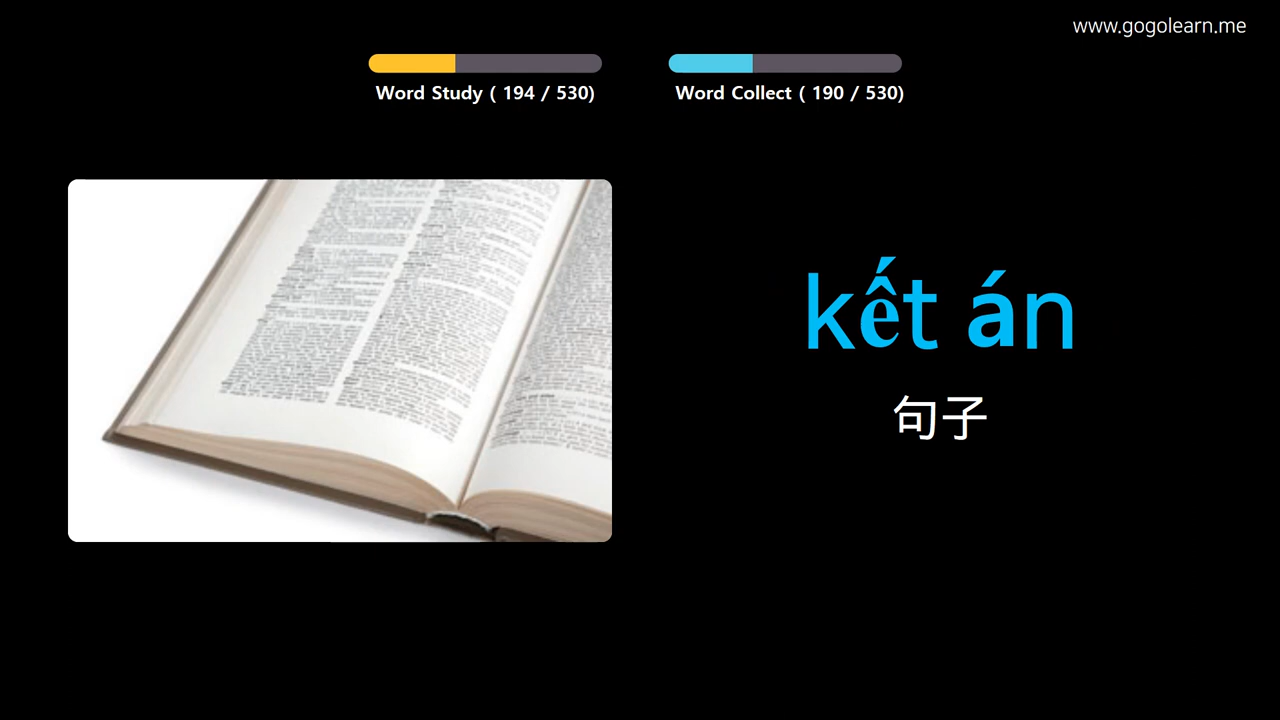 www.gogolearn.me
Word Study ( 194 / 530)
Word Collect ( 190 / 530)
kết án
句子